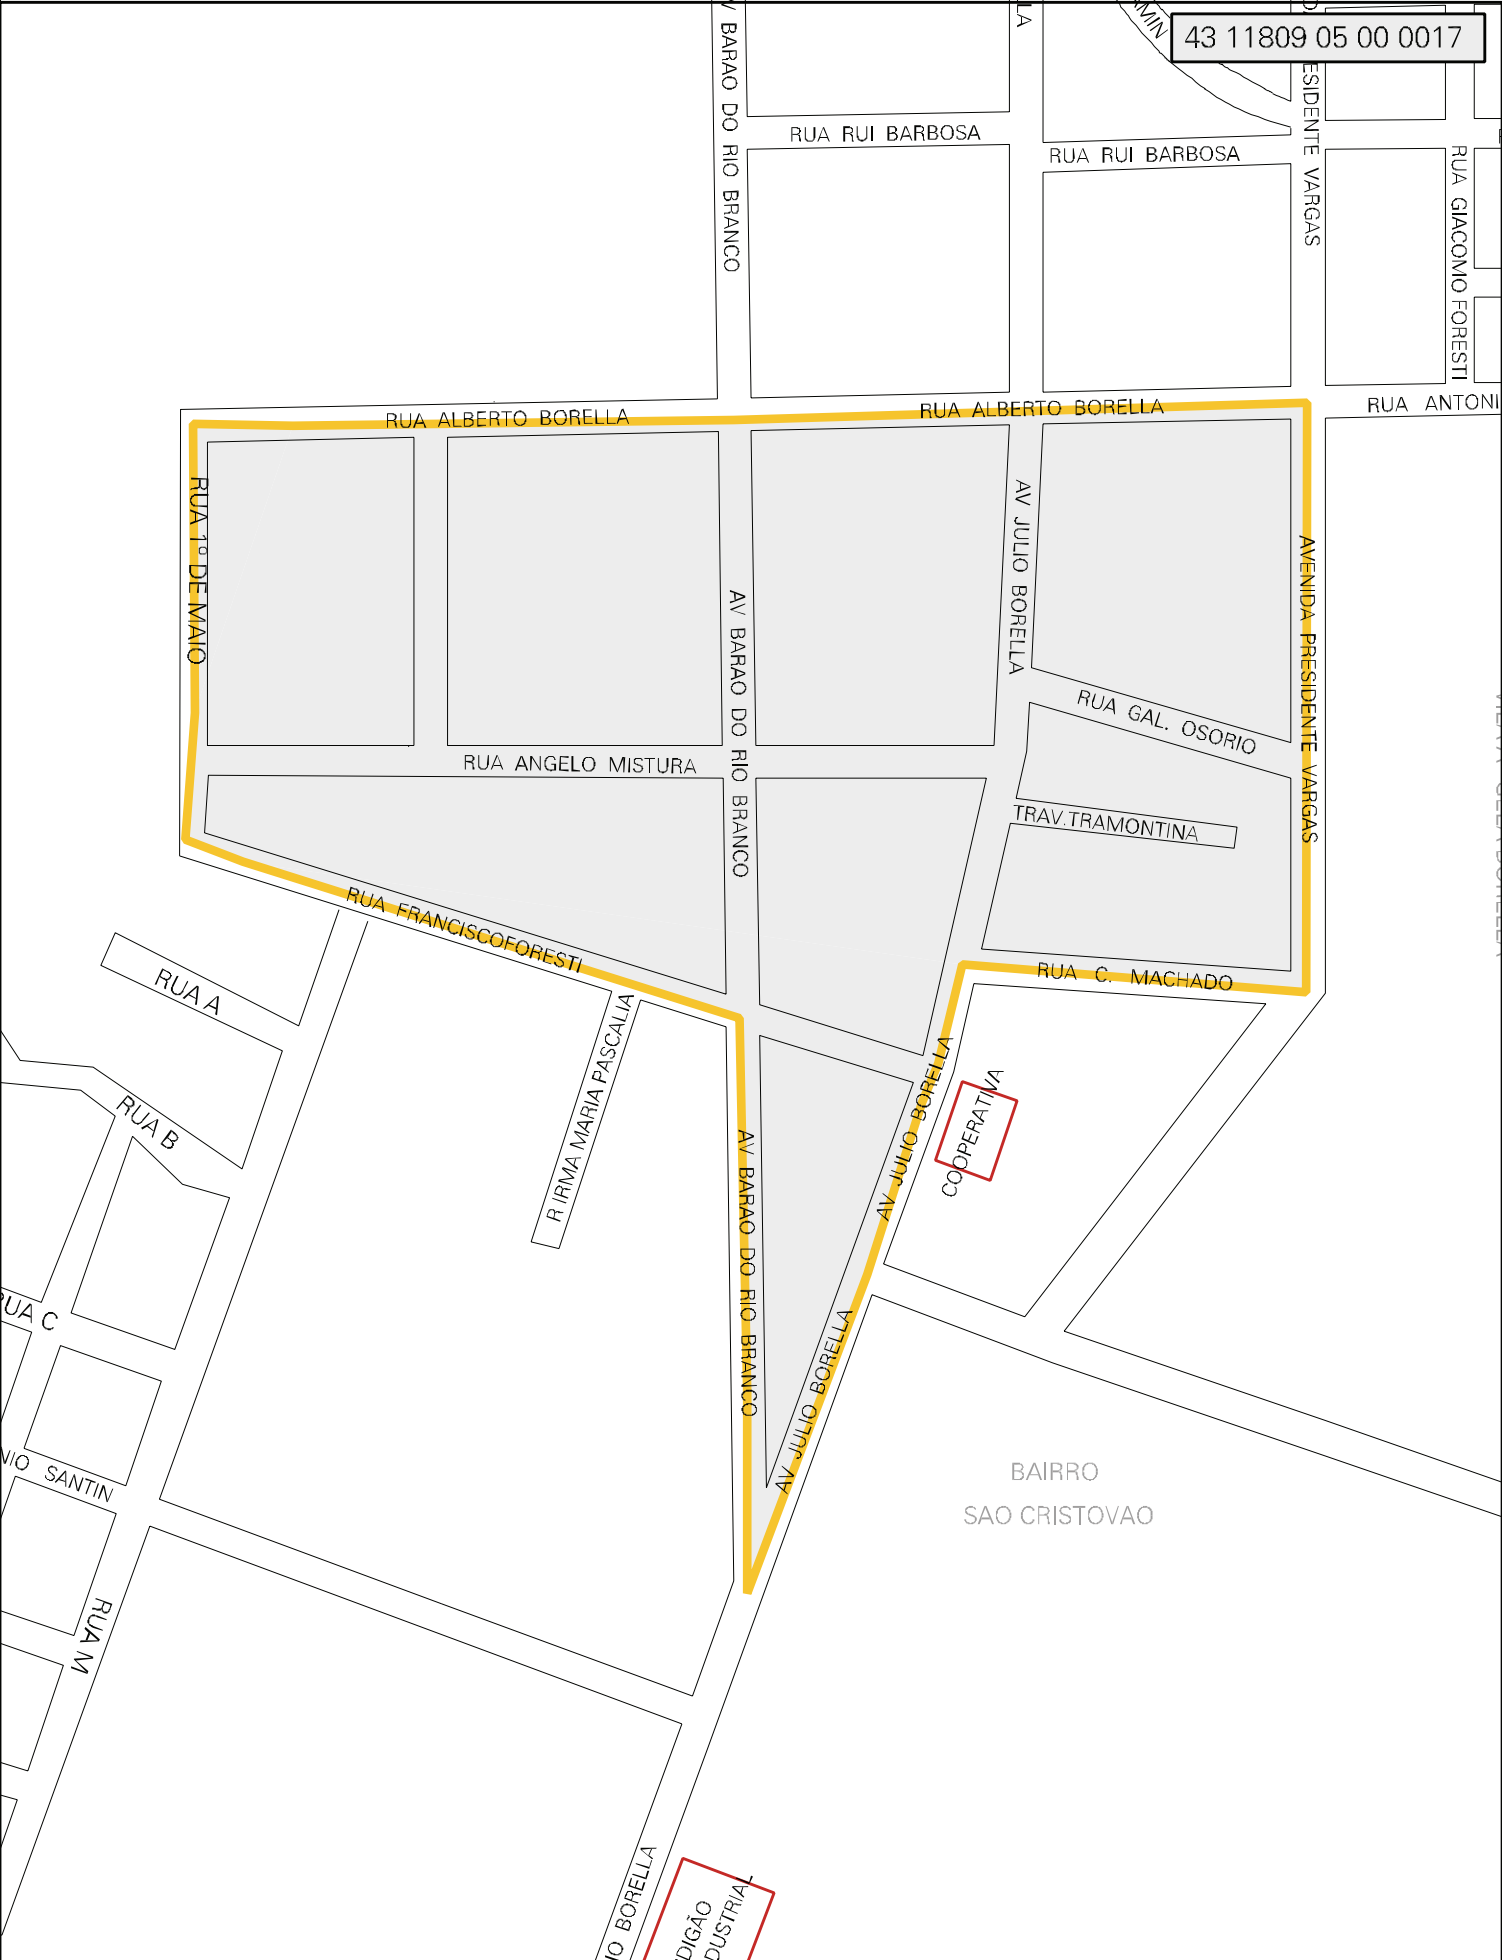 43 11809 05 00 0017
BARAO DO RIO BRANCO
RUA RUI BARBOSA
RUA RUI BARBOSA
VARGAS
RUA GIACOMO FORESTI
RUA ALBERTO BORELLA
RUA ALBERTO BORELLA
RUA ANTONI
RUA 1º DE MAIO
AV BARAO DO RIO BRANCO
AV JULIO BORELLA
AVENIDA PRESIDENTE VARGAS
RUA GAL. OSORIO
RUA ANGELO MISTURA
TRAV.TRAMONTINA
RUA FRANCISCOFORESTI
RUA C. MACHADO
RUA A
R IRMA MARIA PASCALIA
RUA B
AV JULIO BORELLA
COOPERATIVA
AV BARAO DO RIO BRANCO
RUA C
AV JULIO BORELLA
NIO SANTIN
BAIRRO
SAO CRISTOVAO
RUA M
IO BORELLA
DIGÃO
DUSTRIAL